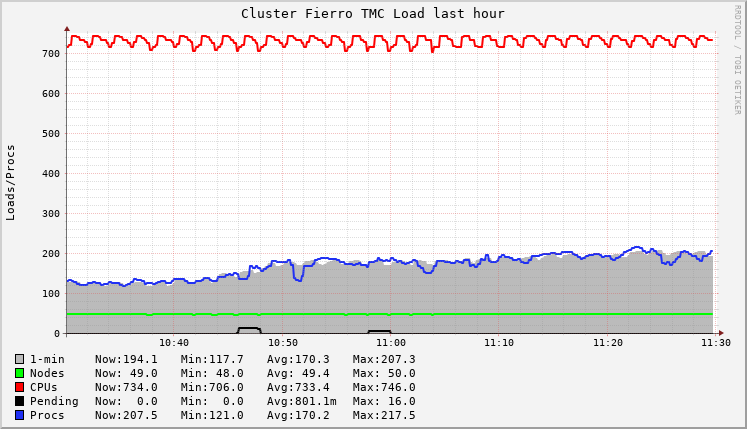 Cluster Fierro TMC Load last hour
RRDTOOL / TOBI OETIKER
Loads/Procs
700
600
500
400
300
200
100
0
10:40 10:50 11:00 11:10 11:20 11:30
1-min Now:194.1 Min:117.7 Avg:170.3 Max:207.3
Nodes Now: 49.0 Min: 48.0 Avg: 49.4 Max: 50.0
CPUs Now:734.0 Min:706.0 Avg:733.4 Max:746.0
Pending Now: 0.0 Min: 0.0 Avg:801.1m Max: 16.0
Procs Now:207.5 Min:121.0 Avg:170.2 Max:217.5